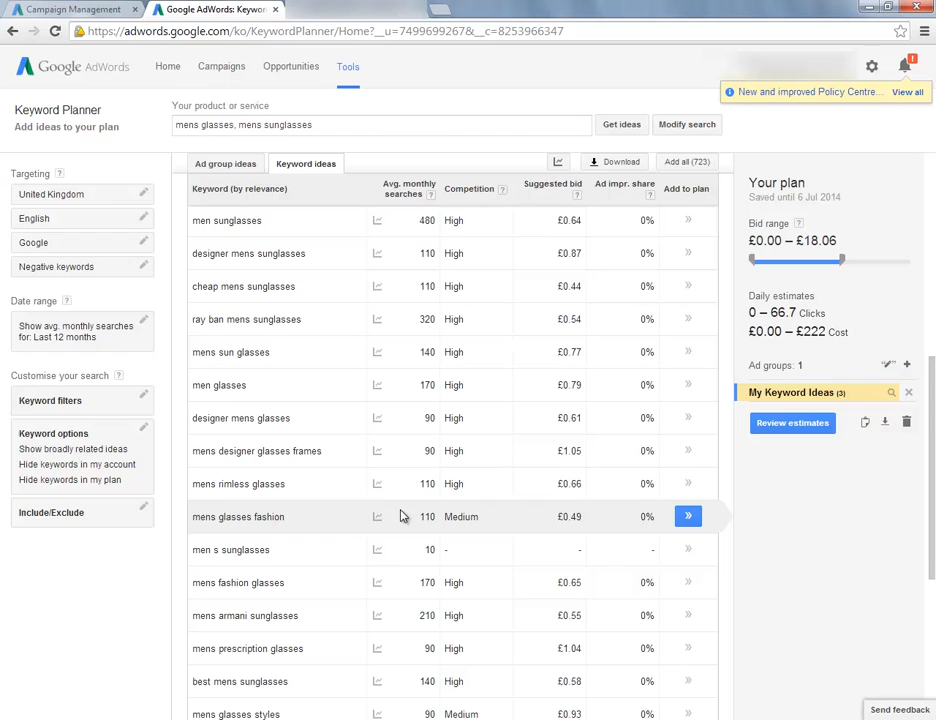 Campaign Management ×
Google AdWords: Keywor ×
https://adwords.google.com/ko/KeywordPlanner/Home?__u=7499699267&__c=8253966347
Google AdWords Home Campaigns Opportunities Tools
New and improved Policy Centre... View all
Keyword Planner
Add ideas to your plan
Your product or service
mens glasses, mens sunglasses
Get ideas
Modify search
Targeting ?
United Kingdom
English
Google
Negative keywords
Date range ?
Show avg. monthly searches
for: Last 12 months
Customise your search ?
Keyword filters
Keyword options
Show broadly related ideas
Hide keywords in my account
Hide keywords in my plan
Include/Exclude
Ad group ideas Keyword ideas Download Add all (723)
Keyword (by relevance) Avg. monthly searches ? Competition ? Suggested bid ? Ad impr. share ? Add to plan
men sunglasses 480 High £0.64 0% »
designer mens sunglasses 110 High £0.87 0% »
cheap mens sunglasses 110 High £0.44 0% »
ray ban mens sunglasses 320 High £0.54 0% »
mens sun glasses 140 High £0.77 0% »
men glasses 170 High £0.79 0% »
designer mens glasses 90 High £0.61 0% »
mens designer glasses frames 90 High £1.05 0% »
mens rimless glasses 110 High £0.66 0% »
mens glasses fashion 110 Medium £0.49 0% »
men s sunglasses 10 - - - »
mens fashion glasses 170 High £0.65 0% »
mens armani sunglasses 210 High £0.55 0% »
mens prescription glasses 90 High £1.04 0% »
best mens sunglasses 140 High £0.58 0% »
mens glasses styles 90 Medium £0.93 0% »
Your plan
Saved until 6 Jul 2014
Bid range ?
£0.00 – £18.06
Daily estimates
0 – 66.7 Clicks
£0.00 – £222 Cost
Ad groups: 1
My Keyword Ideas (3)
Review estimates
Send feedback